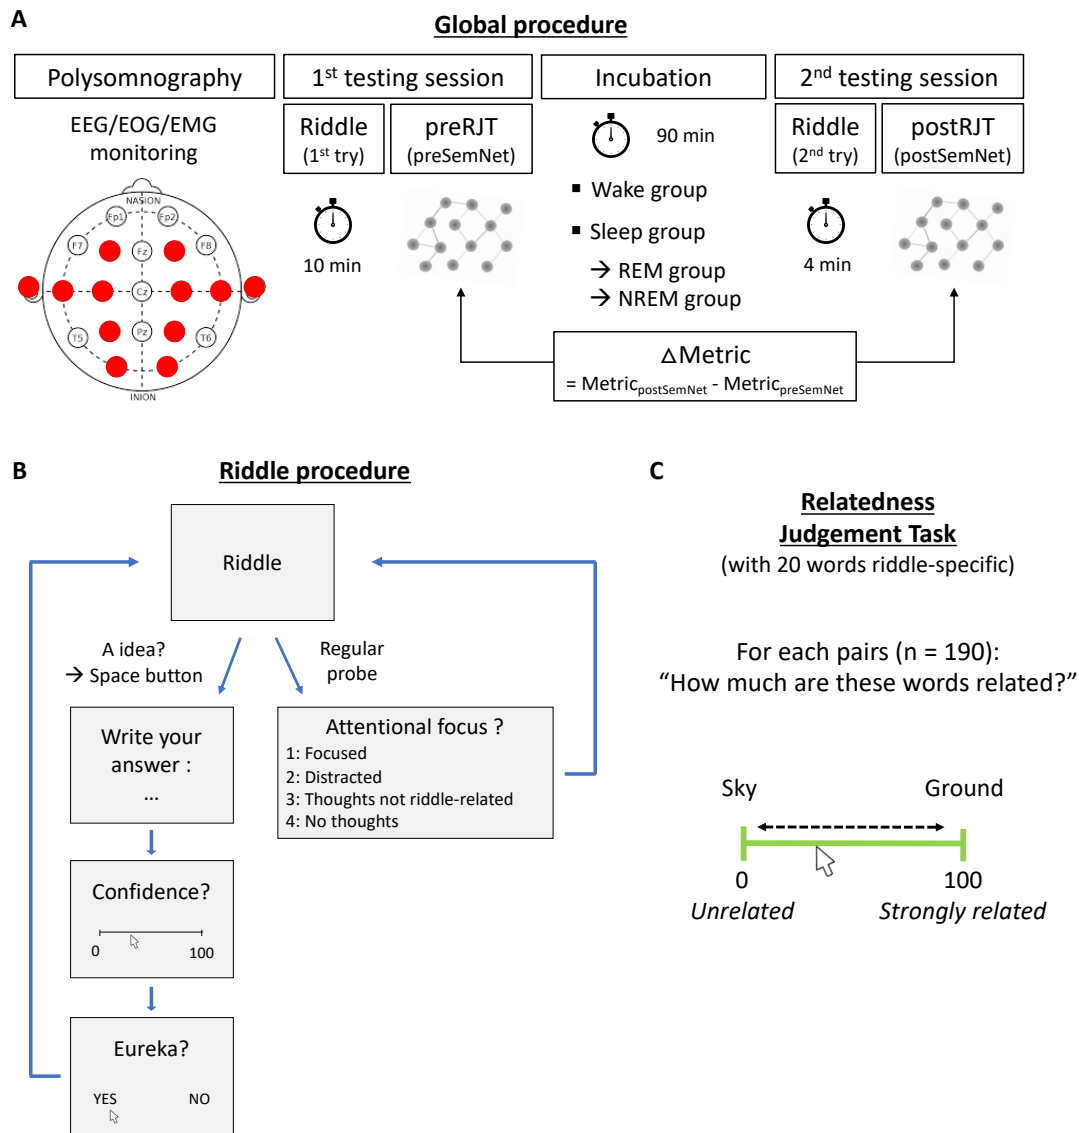 A
Global procedure
Polysomnography
1st testing session
Incubation
2nd testing session
EEG/EOG/EMG
monitoring
NASION
Fp1
Fp2
F7
Fz
F8
Cz
T5
Pz
T6
INION
Riddle
(1st try)
preRJT
(preSemNet)
10 min
90 min
▪ Wake group
▪ Sleep group
→ REM group
→ NREM group
Riddle
(2nd try)
postRJT
(postSemNet)
4 min
△Metric
= MetricpostSemNet - MetricpreSemNet
B
Riddle procedure
Riddle
A idea?
→ Space button
Regular
probe
Write your
answer :
...
Attentional focus ?
1: Focused
2: Distracted
3: Thoughts not riddle-related
4: No thoughts
Confidence?
0
100
Eureka?
YES
NO
C
Relatedness
Judgement Task
(with 20 words riddle-specific)
For each pairs (n = 190):
“How much are these words related?”
Sky
Ground
0
100
Unrelated
Strongly related